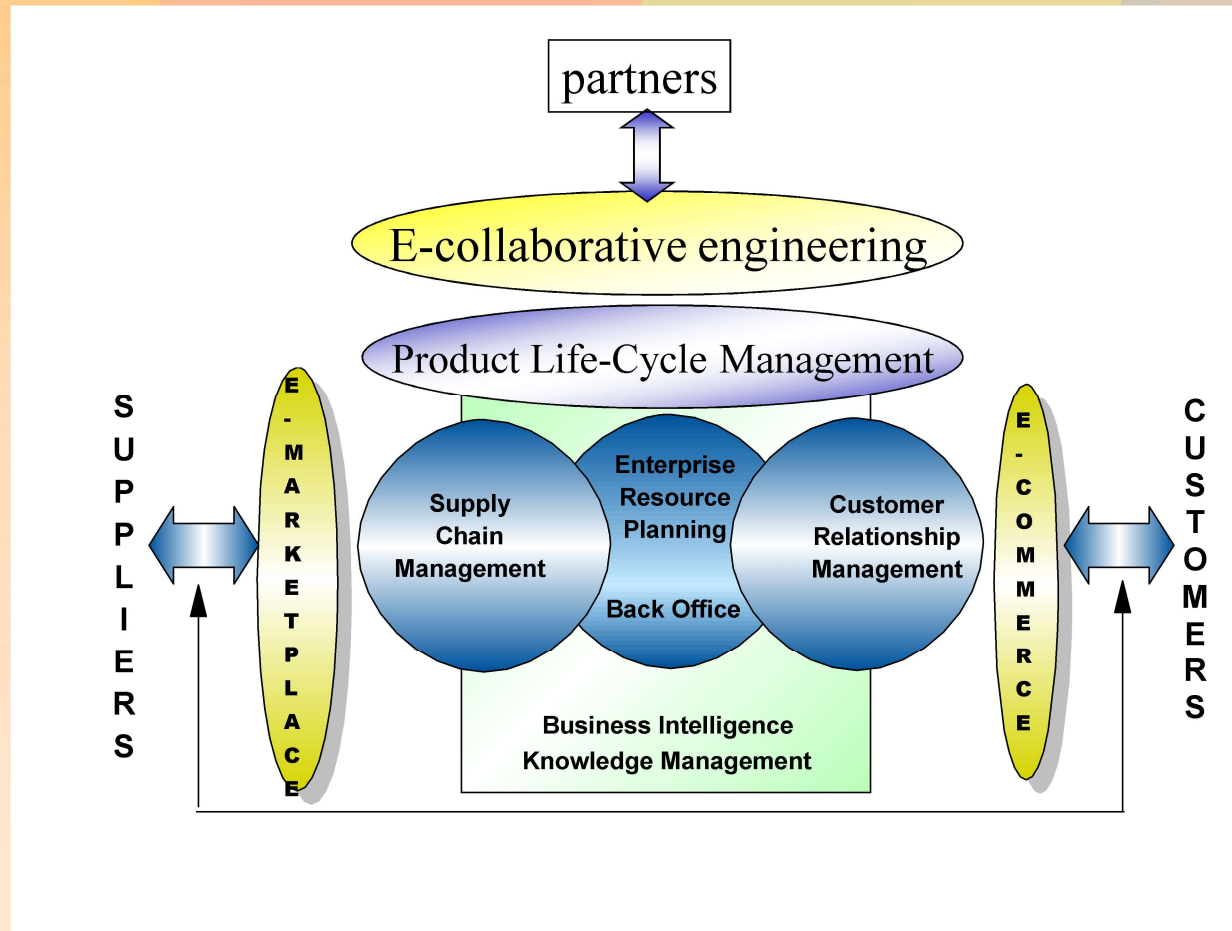 partners
E-collaborative engineering
Product Life-Cycle Management
SUPPLIERS
E-MARKETPLACE
Supply
Chain
Management
Enterprise
Resource
Planning
Back Office
Customer
Relationship
Management
E-COMMERCE
CUSTOMERS
Business Intelligence
Knowledge Management